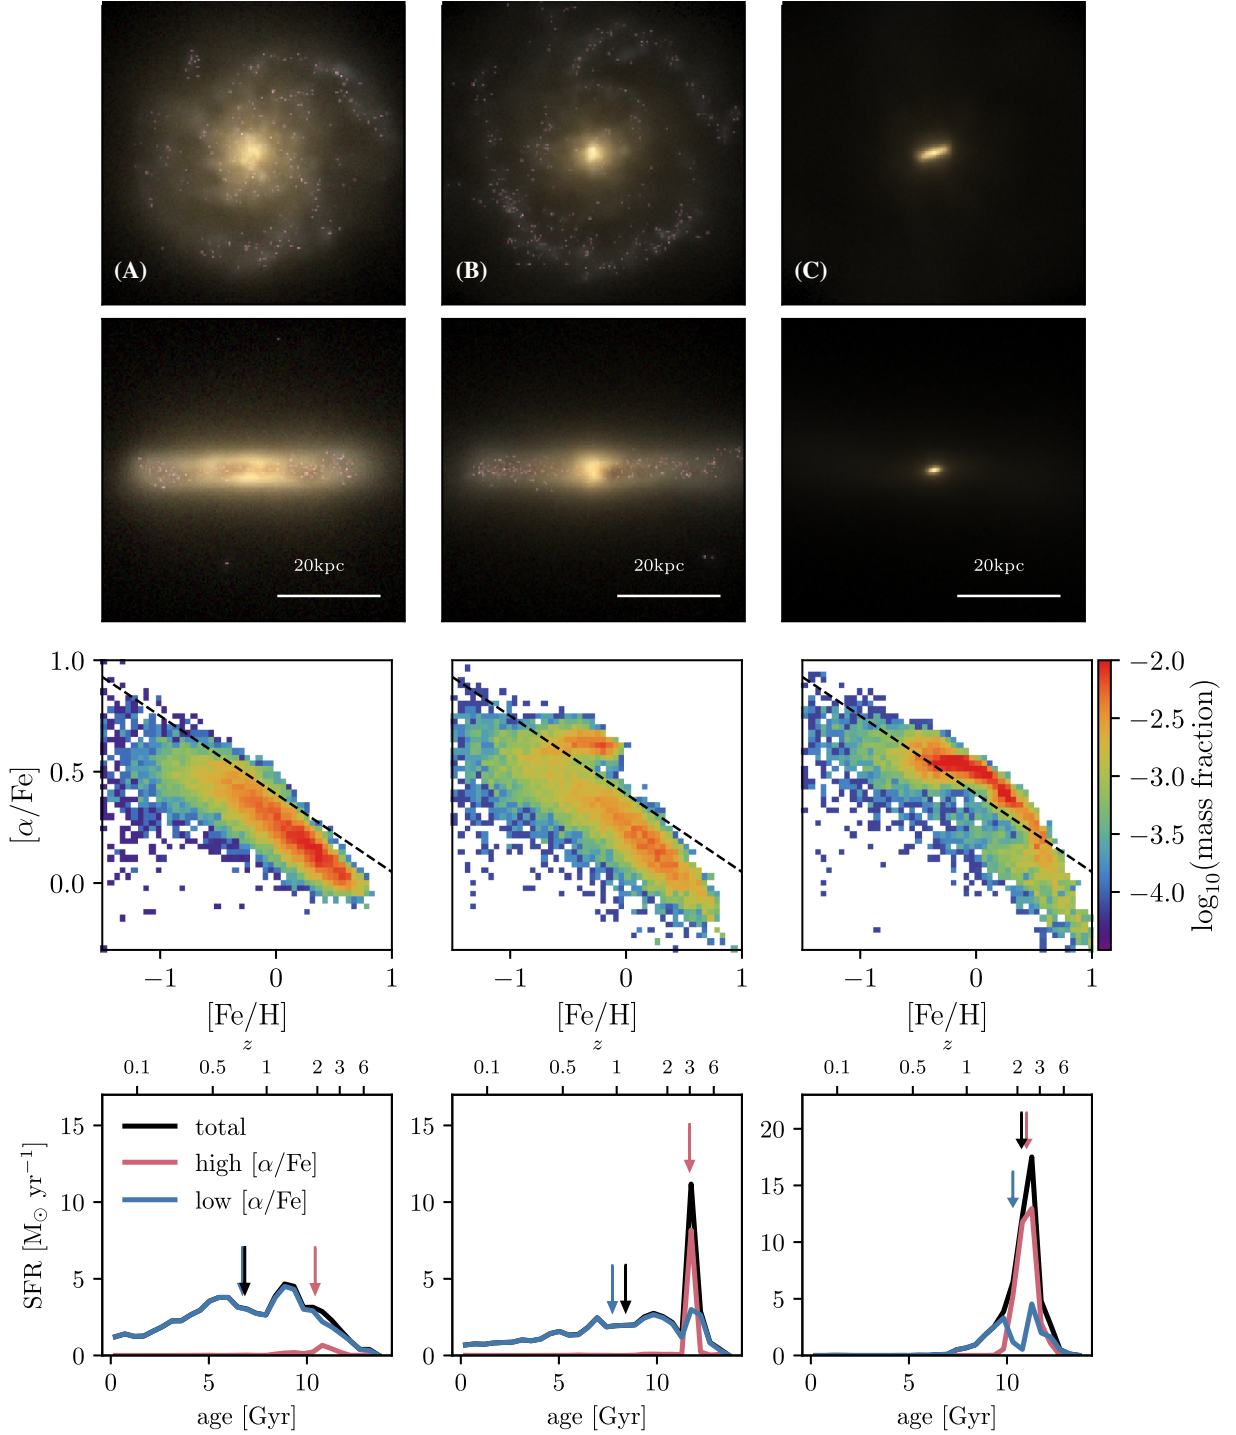 (A) (B) (C)
20kpc 20kpc 20kpc
1.0
0.5
0.0
[α/Fe]
−1 0 1
−1 0 1
−1 0 1
[Fe/H] [Fe/H] [Fe/H]
−2.0
−2.5
−3.0
−3.5
−4.0
log10(mass fraction)
z z z
0.1 0.5 1 2 3 6
0.1 0.5 1 2 3 6
0.1 0.5 1 2 3 6
15
10
5
0
SFR [M⊙ yr−1]
total
high [α/Fe]
low [α/Fe]
15
10
5
0
20
15
10
5
0
0 5 10
0 5 10
0 5 10
age [Gyr] age [Gyr] age [Gyr]